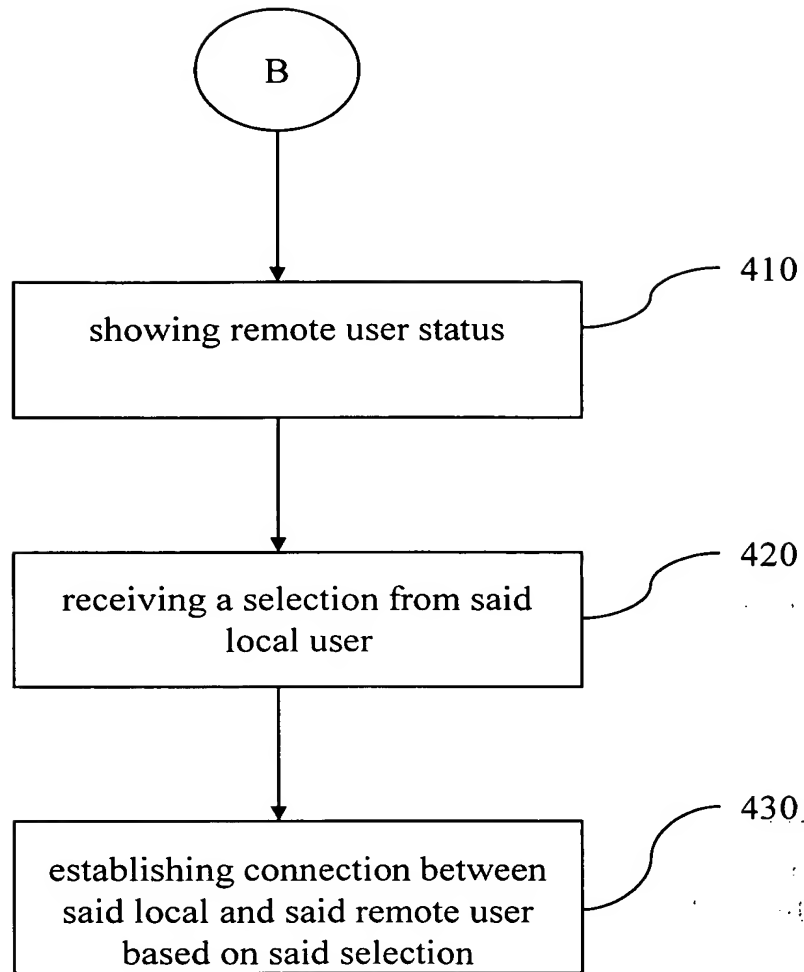 B
410
showing remote user status
420
receiving a selection from said
local user
430
establishing connection between
said local and said remote user
based on said selection